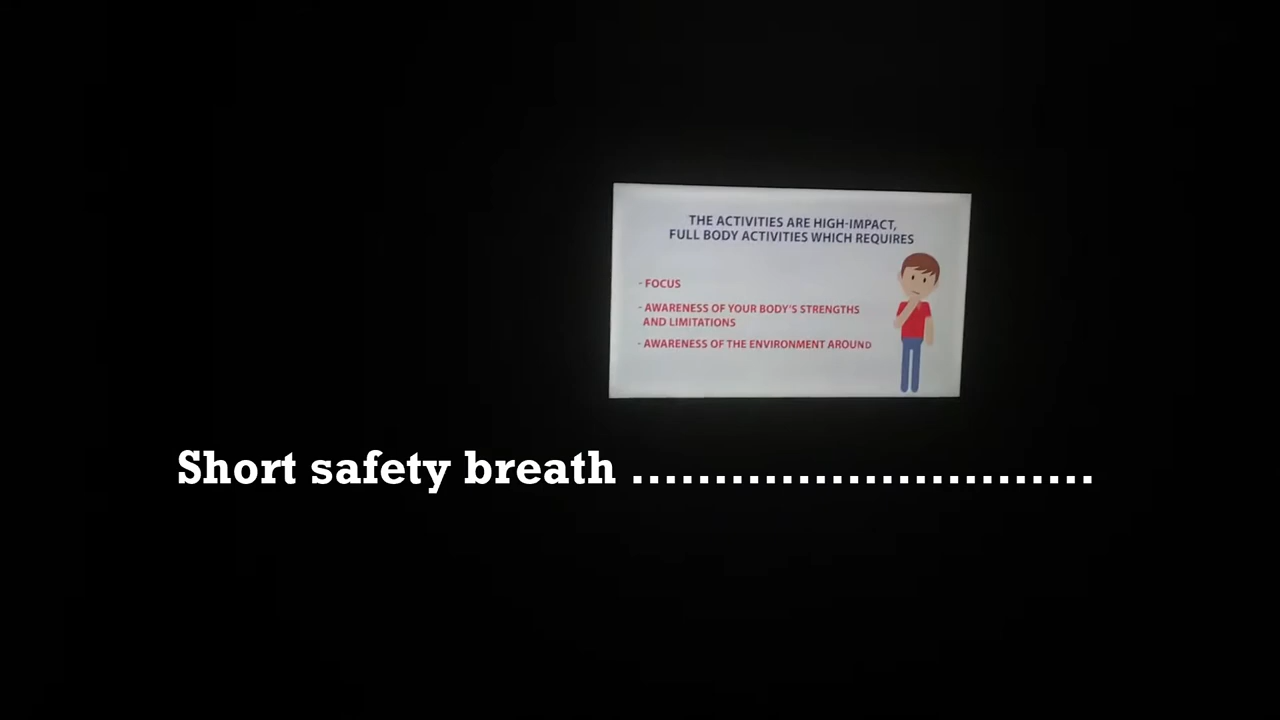 THE ACTIVITIES ARE HIGH-IMPACT,
FULL BODY ACTIVITIES WHICH REQUIRES
- FOCUS
- AWARENESS OF YOUR BODY'S STRENGTHS
AND LIMITATIONS
- AWARENESS OF THE ENVIRONMENT AROUND
Short safety breath ............................